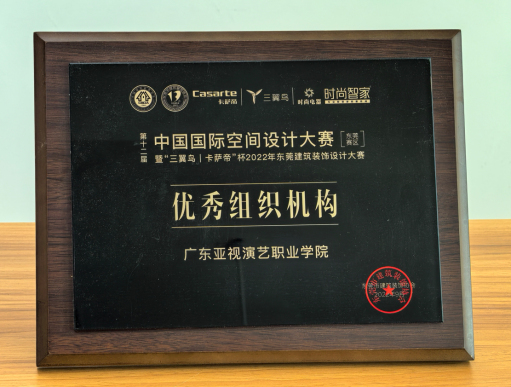 Casarte 卡萨帝 三翼鸟 时尚电器 时尚智家
第十二届 中国国际空间设计大赛 [东莞赛区]
暨“三翼鸟｜卡萨帝”杯2022年东莞建筑装饰设计大赛
优秀组织机构
广东亚视演艺职业学院